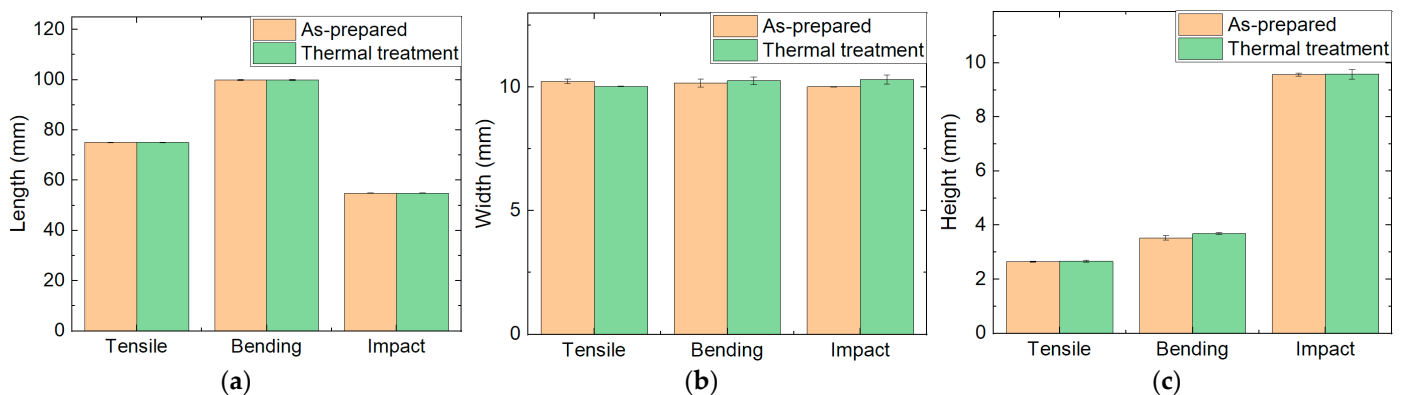 As-prepared
Thermal treatment
Length (mm)
120
100
80
60
40
20
0
Tensile Bending Impact
(a)
As-prepared
Thermal treatment
Width (mm)
10
5
0
Tensile Bending Impact
(b)
As-prepared
Thermal treatment
Height (mm)
10
8
6
4
2
0
Tensile Bending Impact
(c)